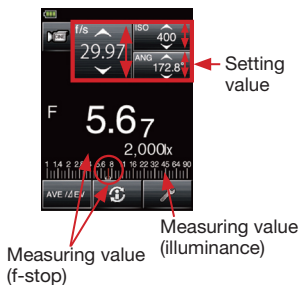 f/s
29.97
ISO
400
ANG
172.8°
Setting
value
F
5.67
2,000lx
1 1.4 2 2.8 4 5.6 8 11 16 22 32 45 64 90
AVE /⊿EV
Measuring value
(illuminance)
Measuring value
(f-stop)